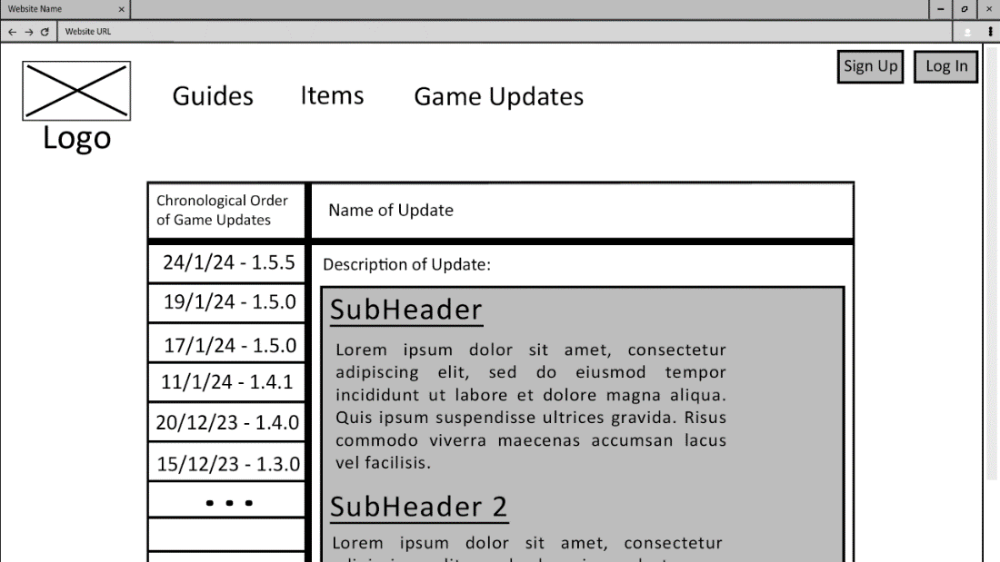 Website Name
Website URL
Sign Up
Log In
Logo
Guides
Items
Game Updates
Chronological Order
of Game Updates
24/1/24 - 1.5.5
19/1/24 - 1.5.0
17/1/24 - 1.5.0
11/1/24 - 1.4.1
20/12/23 - 1.4.0
15/12/23 - 1.3.0
...
Name of Update
Description of Update:
SubHeader
Lorem ipsum dolor sit amet, consectetur
adipiscing elit, sed do eiusmod tempor
incididunt ut labore et dolore magna aliqua.
Quis ipsum suspendisse ultrices gravida. Risus
commodo viverra maecenas accumsan lacus
vel facilisis.
SubHeader 2
Lorem ipsum dolor sit amet, consectetur